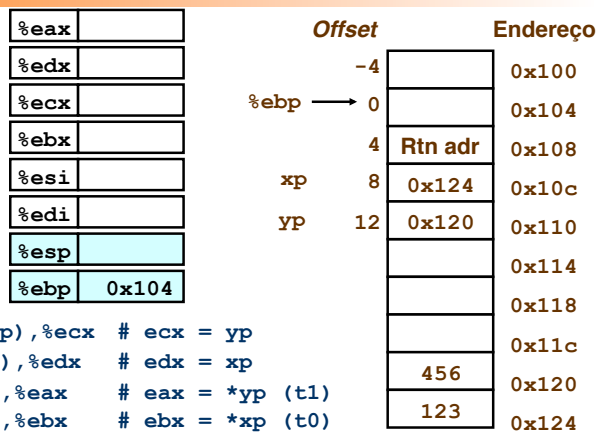 %eax
%edx
%ecx
%ebx
%esi
%edi
%esp
%ebp 0x104
Offset Endereço
-4 0x100
%ebp 0 0x104
4 Rtn adr 0x108
xp 8 0x124 0x10c
yp 12 0x120 0x110
0x114
0x118
0x11c
456 0x120
123 0x124
p),%ecx # ecx = yp
),%edx # edx = xp
,%eax # eax = *yp (t1)
,%ebx # ebx = *xp (t0)